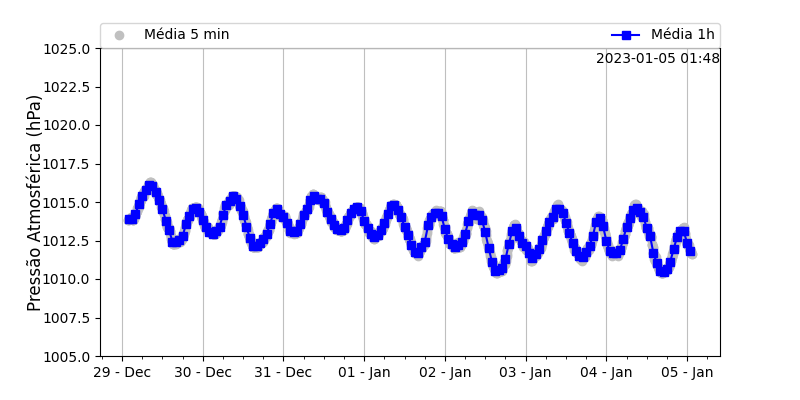 Média 5 min
Média 1h
2023-01-05 01:48
Pressão Atmosférica (hPa)
1025.0
1022.5
1020.0
1017.5
1015.0
1012.5
1010.0
1007.5
1005.0
29 - Dec
30 - Dec
31 - Dec
01 - Jan
02 - Jan
03 - Jan
04 - Jan
05 - Jan